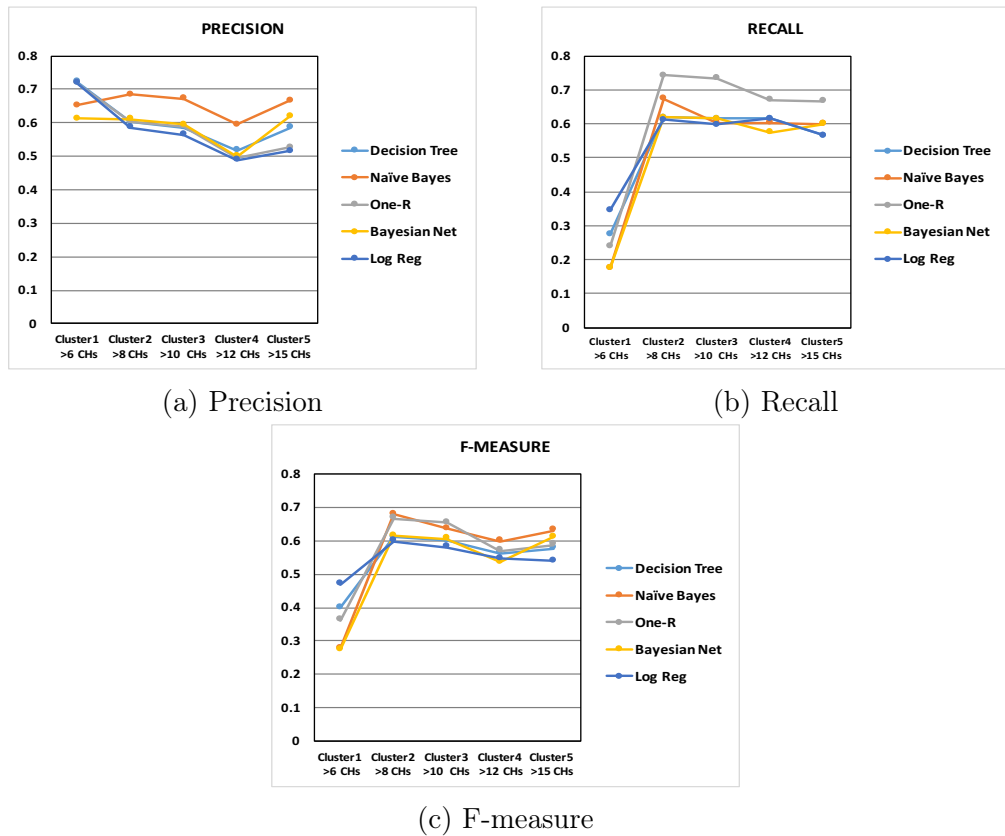 PRECISION
0.8
0.7
0.6
0.5
0.4
0.3
0.2
0.1
0
Cluster1 Cluster2 Cluster3 Cluster4 Cluster5
>6 CHs >8 CHs >10 CHs >12 CHs >15 CHs
Decision Tree
Naïve Bayes
One-R
Bayesian Net
Log Reg
(a) Precision
RECALL
0.8
0.7
0.6
0.5
0.4
0.3
0.2
0.1
0
Cluster1 Cluster2 Cluster3 Cluster4 Cluster5
>6 CHs >8 CHs >10 CHs >12 CHs >15 CHs
Decision Tree
Naïve Bayes
One-R
Bayesian Net
Log Reg
(b) Recall
F-MEASURE
0.8
0.7
0.6
0.5
0.4
0.3
0.2
0.1
0
Cluster1 Cluster2 Cluster3 Cluster4 Cluster5
>6 CHs >8 CHs >10 CHs >12 CHs >15 CHs
Decision Tree
Naïve Bayes
One-R
Bayesian Net
Log Reg
(c) F-measure